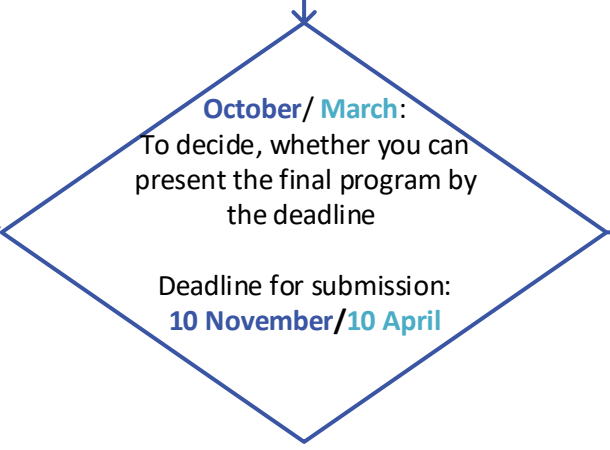 October/ March:
To decide, whether you can
present the final program by
the deadline
Deadline for submission:
10 November/10 April